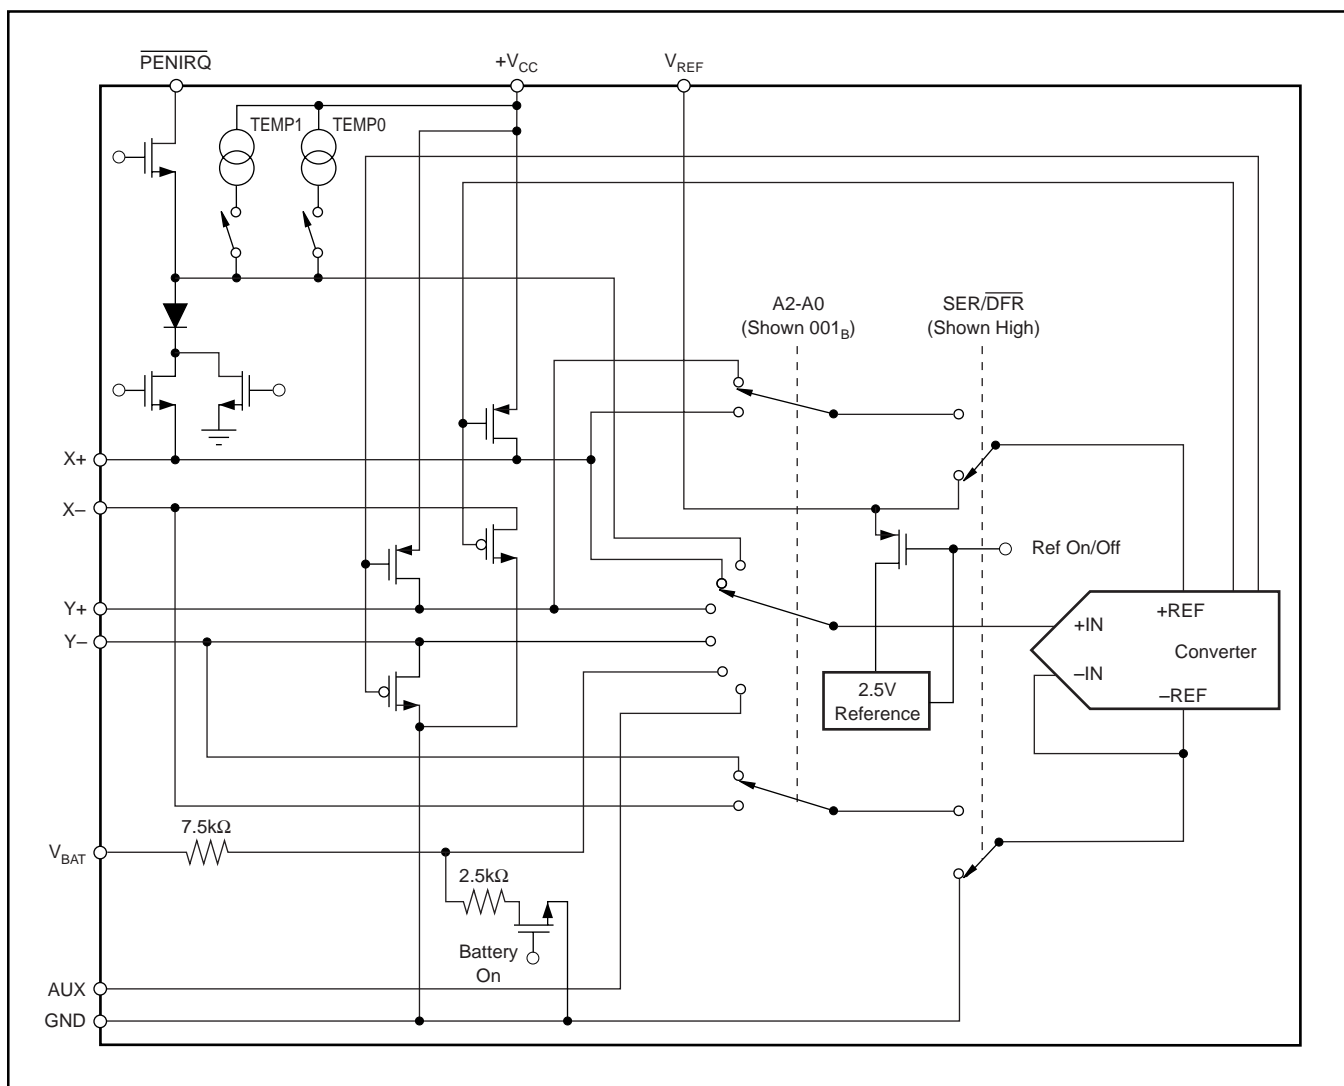 PENIRQ
+VCC
VREF
TEMP1
TEMP0
A2-A0
(Shown 001B)
SER/DFR
(Shown High)
X+
X–
Ref On/Off
Y+
Y–
+IN
+REF
Converter
–IN
–REF
2.5V
Reference
7.5kΩ
VBAT
2.5kΩ
Battery
On
AUX
GND